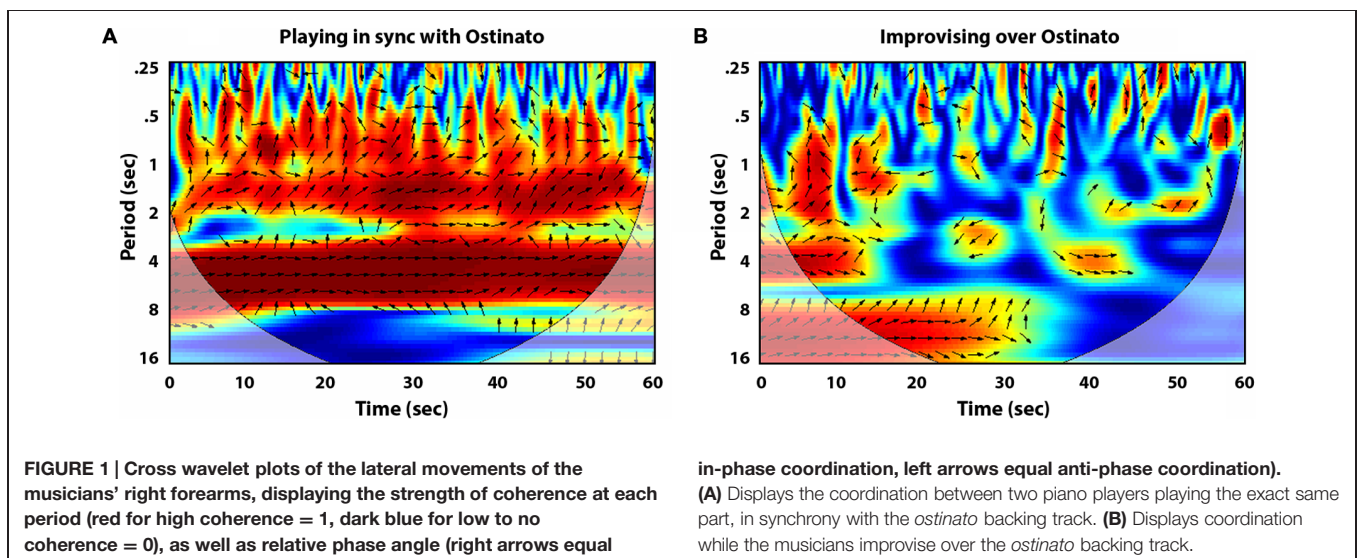 A
Playing in sync with Ostinato
Period (sec)
.25
.5
1
2
4
8
16
0
10
20
30
40
50
60
Time (sec)
B
Improvising over Ostinato
Period (sec)
.25
.5
1
2
4
8
16
0
10
20
30
40
50
60
Time (sec)
FIGURE 1 | Cross wavelet plots of the lateral movements of the
musicians' right forearms, displaying the strength of coherence at each
period (red for high coherence = 1, dark blue for low to no
coherence = 0), as well as relative phase angle (right arrows equal
in-phase coordination, left arrows equal anti-phase coordination).
(A) Displays the coordination between two piano players playing the exact same
part, in synchrony with the ostinato backing track. (B) Displays coordination
while the musicians improvise over the ostinato backing track.